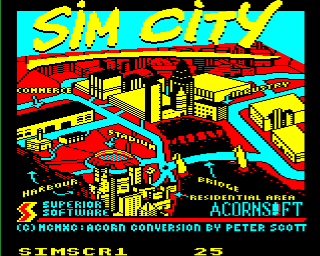 SIM CITY
COMMERCE
INDUSTRY
STADIUM
HARBOUR
BRIDGE
RESIDENTIAL AREA
SUPERIOR
SOFTWARE
ACORNSOFT
(C)MCMXC:ACORN CONVERSION BY PETER SCOTT
SIMSCR1 25